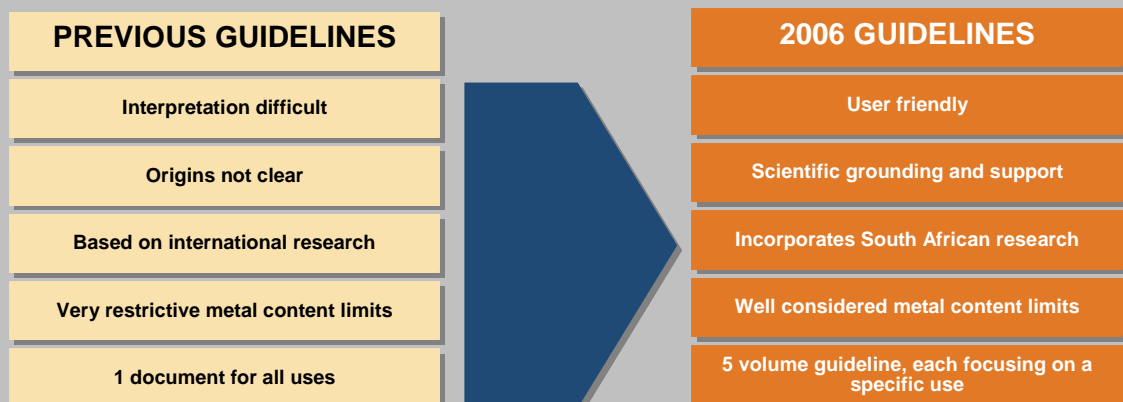 PREVIOUS GUIDELINES
Interpretation difficult
Origins not clear
Based on international research
Very restrictive metal content limits
1 document for all uses
2006 GUIDELINES
User friendly
Scientific grounding and support
Incorporates South African research
Well considered metal content limits
5 volume guideline, each focusing on a
specific use